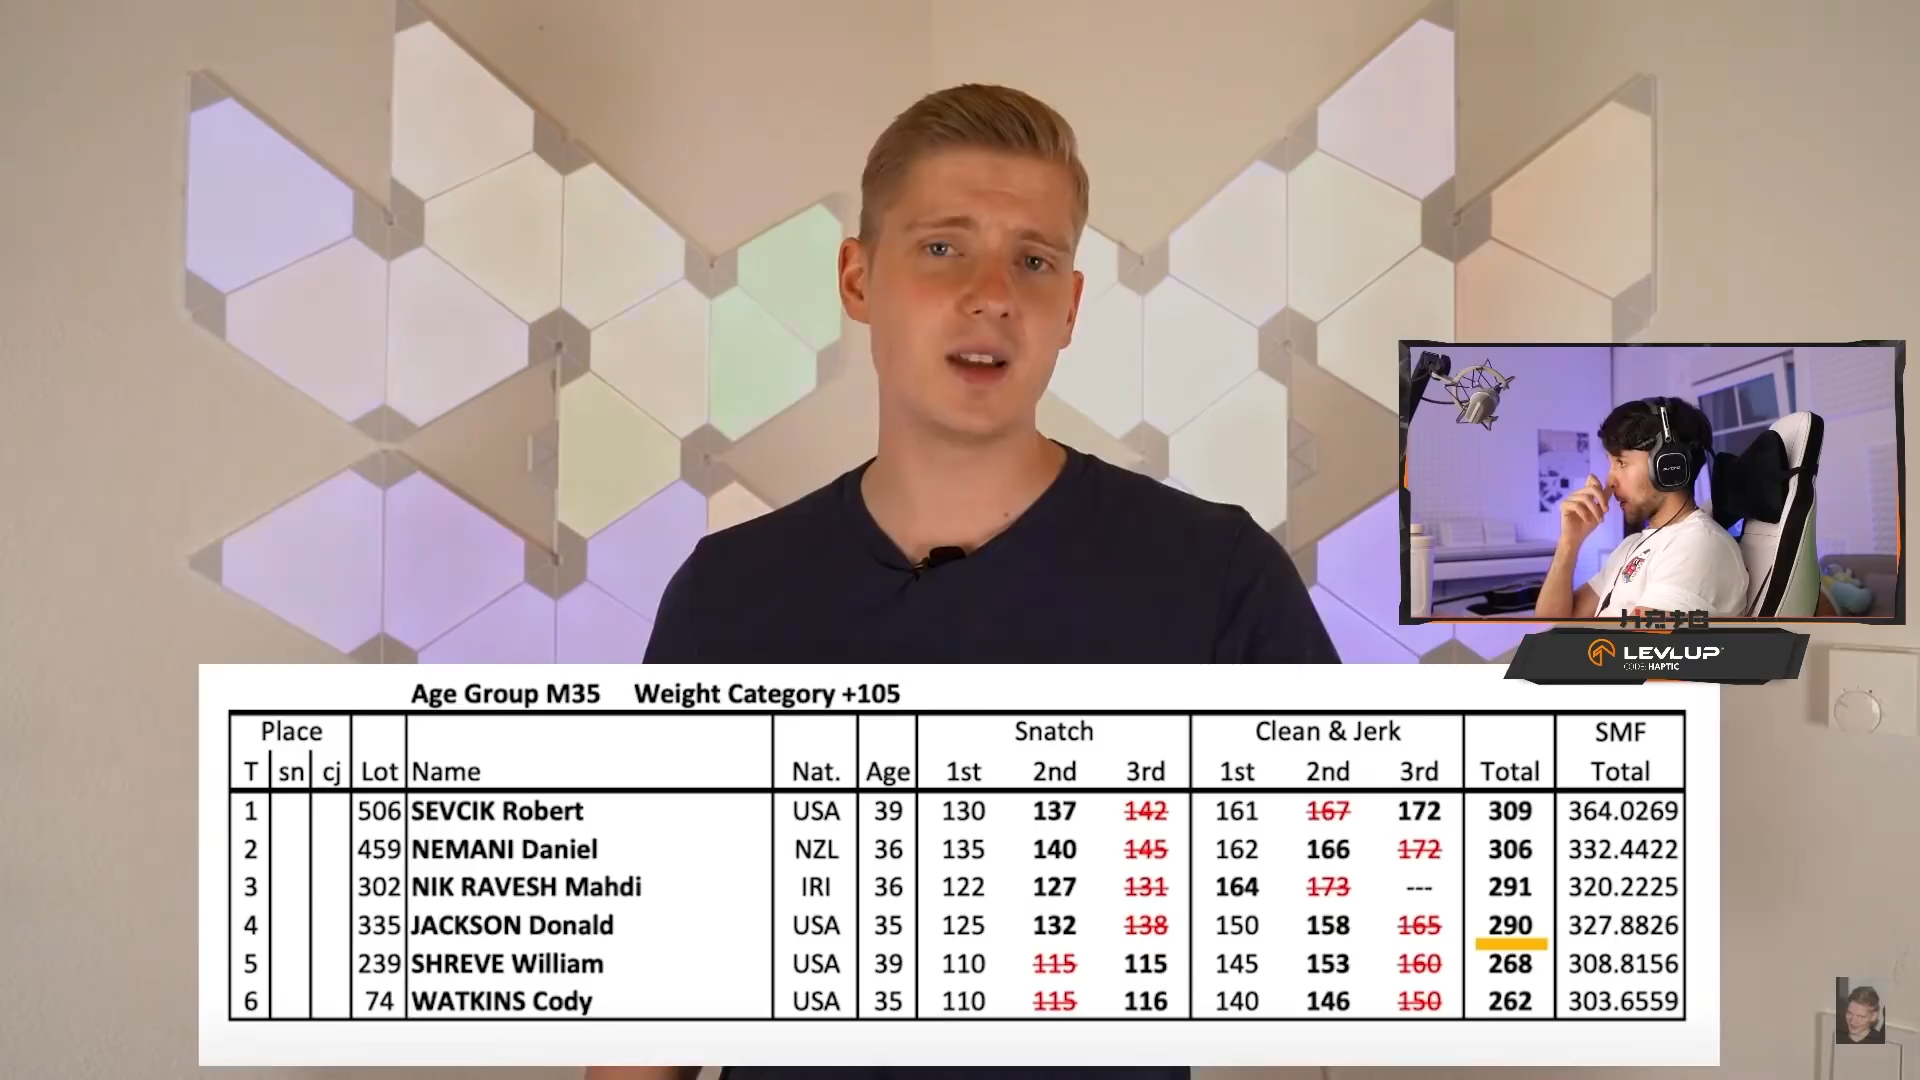 HAPTIC
LEVLUP
CODE: HAPTIC
Age Group M35 Weight Category +105
Place Snatch Clean & Jerk SMF
T sn cj Lot Name Nat. Age 1st 2nd 3rd 1st 2nd 3rd Total Total
1 506 SEVCIK Robert USA 39 130 137 142 161 167 172 309 364.0269
2 459 NEMANI Daniel NZL 36 135 140 145 162 166 172 306 332.4422
3 302 NIK RAVESH Mahdi IRI 36 122 127 131 164 173 --- 291 320.2225
4 335 JACKSON Donald USA 35 125 132 138 150 158 165 290 327.8826
5 239 SHREVE William USA 39 110 115 115 145 153 160 268 308.8156
6 74 WATKINS Cody USA 35 110 115 116 140 146 150 262 303.6559